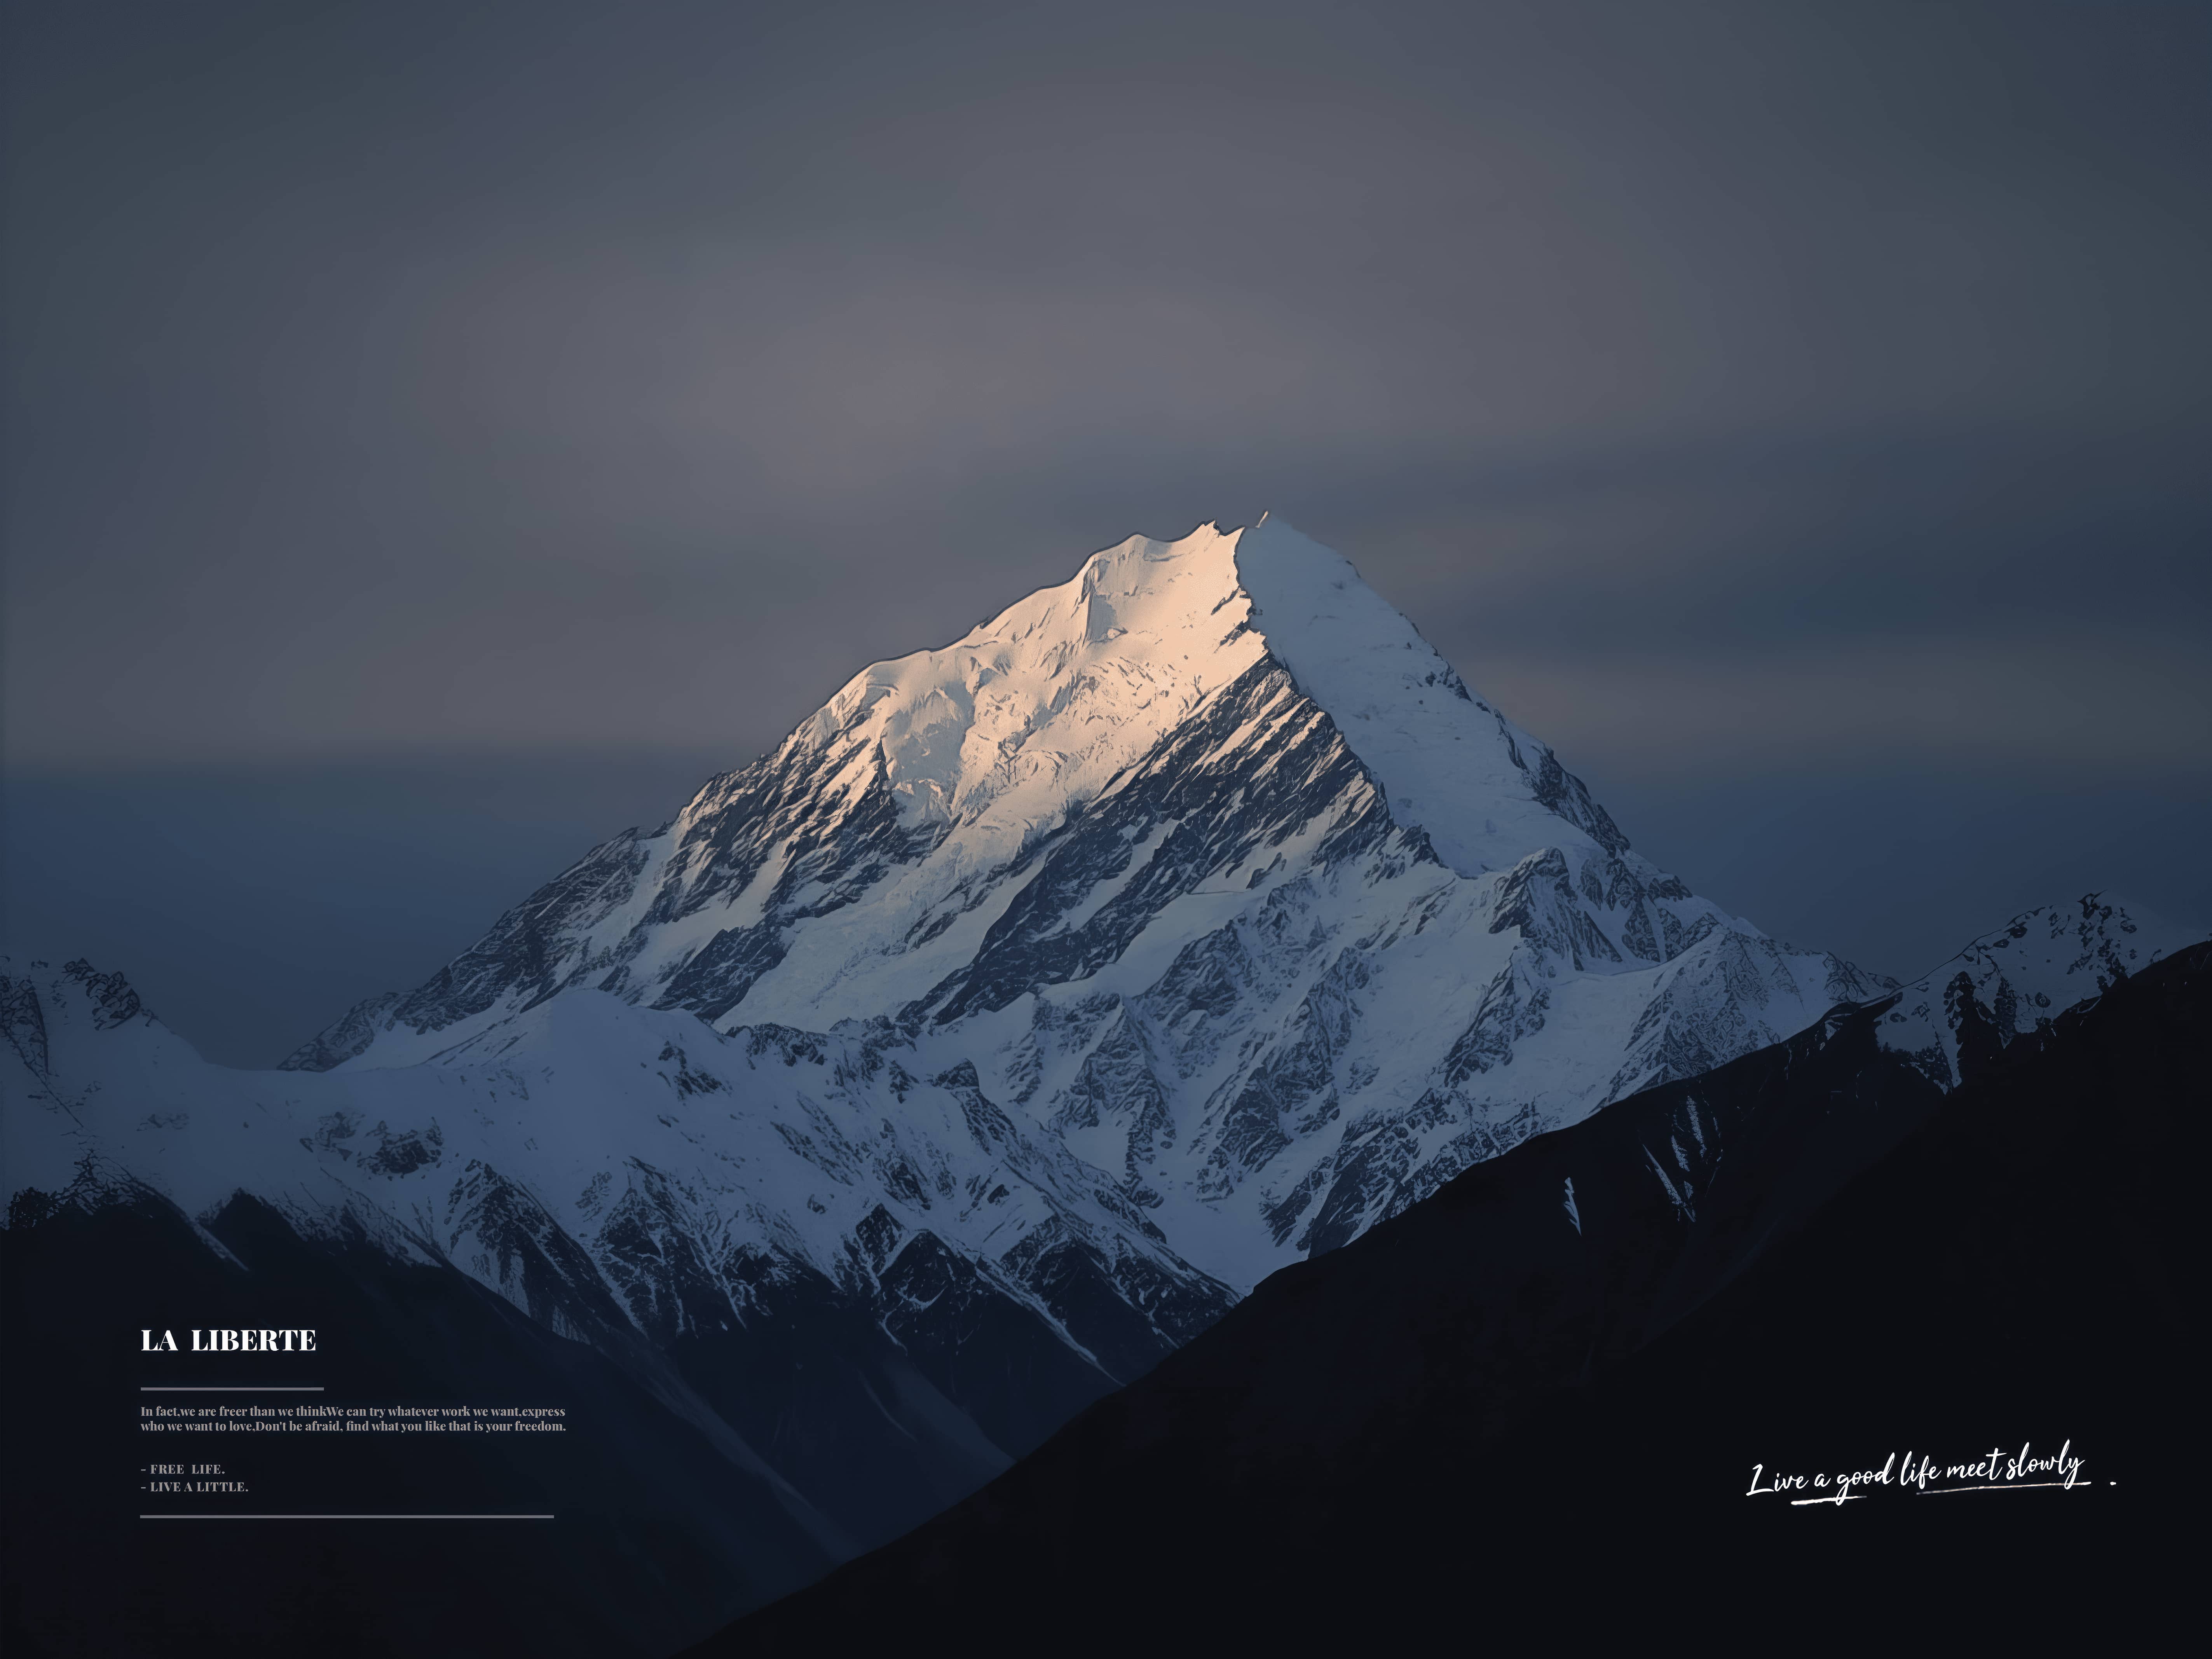 LA LIBERTE
In fact,we are freer than we thinkWe can try whatever work we want,express
who we want to love,Don't be afraid, find what you like that is your freedom.
- FREE LIFE.
- LIVE A LITTLE.
Live a good life meet slowly .